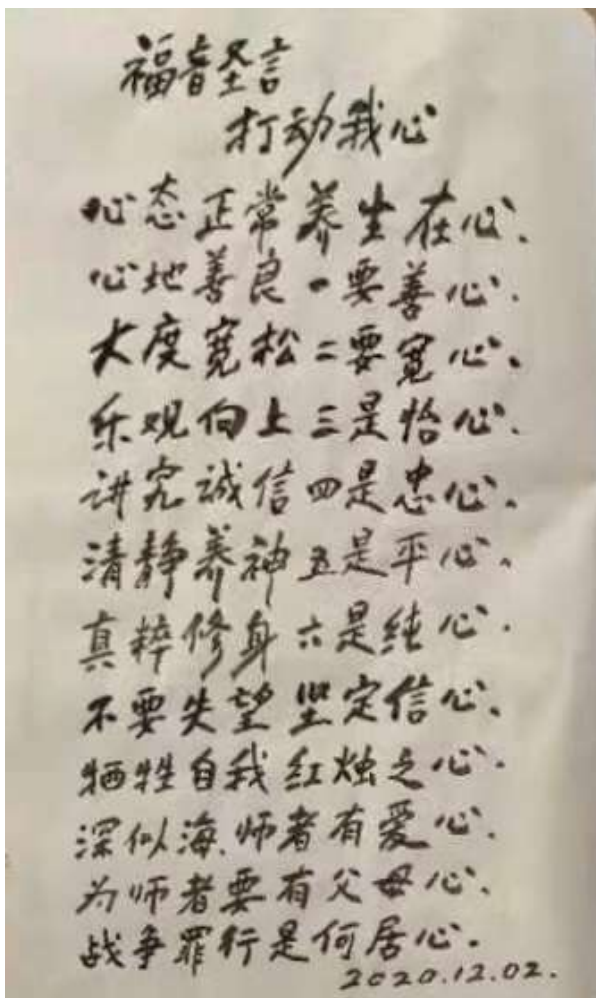 福音圣言
打动我心
心态正常养生在心.
心地善良一要善心.
大度宽松二要宽心.
乐观向上三是怡心.
讲究诚信四是忠心.
清静养神五是平心.
真粹修身六是纯心.
不要失望坚定信心.
牺牲自我红烛之心.
深似海.师者有爱心.
为师者要有父母心.
战争罪行是何居心.
2020.12.02.